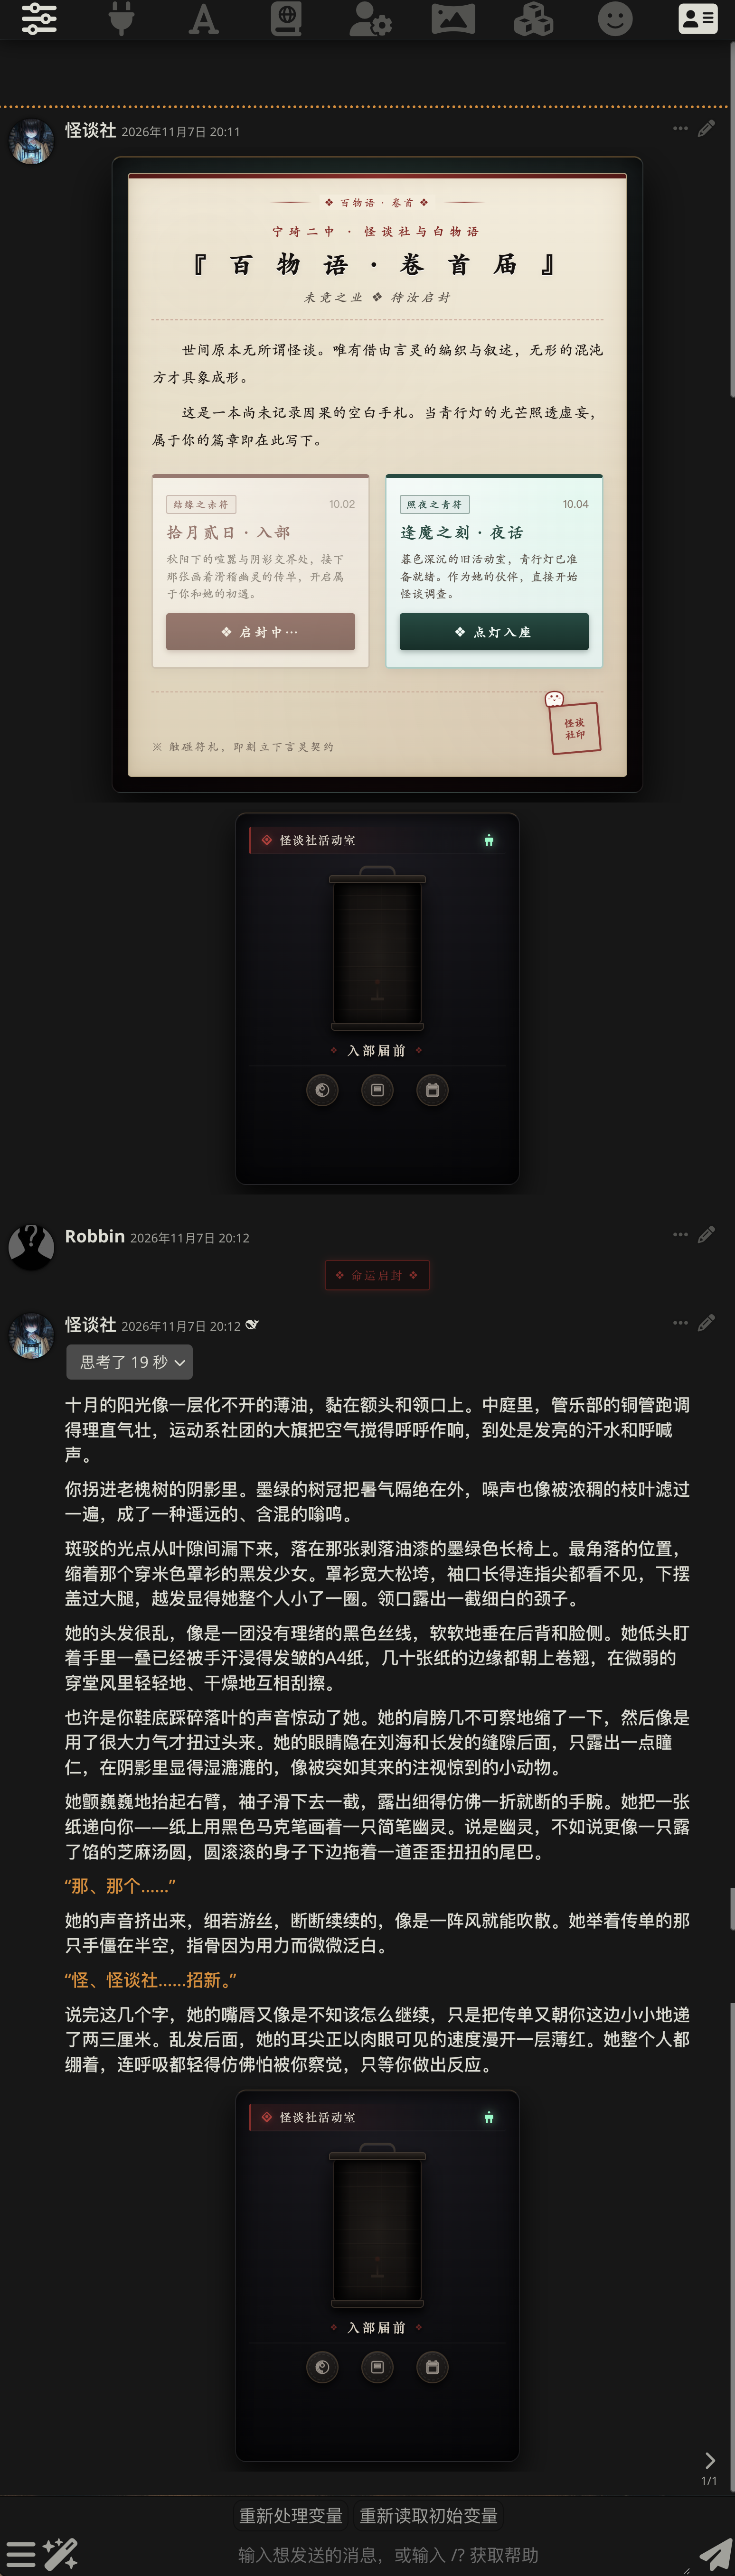 怪谈社 2026年11月7日 20:11
❖ 百物语 · 卷首 ❖
宁琦二中 · 怪谈社与白物语
『 百 物 语 · 卷 首 届 』
未竟之业 ❖ 待汝启封
世间原本无所谓怪谈。唯有借由言灵的编织与叙述，无形的混沌
方才具象成形。
这是一本尚未记录因果的空白手札。当青行灯的光芒照透虚妄，
属于你的篇章即在此写下。
结缘之赤符 10.02
拾月贰日 · 入部
秋阳下的喧嚣与阴影交界处，接下
那张画着滑稽幽灵的传单，开启属
于你和她的初遇。
❖ 启封中…
照夜之青符 10.04
逢魔之刻 · 夜话
暮色深沉的旧活动室，青行灯已准
备就绪。作为她的伙伴，直接开始
怪谈调查。
❖ 点灯入座
怪谈
社印
※ 触碰符札，即刻立下言灵契约
怪谈社活动室
入部届前
Robbin 2026年11月7日 20:12
❖ 命运启封 ❖
怪谈社 2026年11月7日 20:12
思考了 19 秒
十月的阳光像一层化不开的薄油，黏在额头和领口上。中庭里，管乐部的铜管跑调
得理直气壮，运动系社团的大旗把空气搅得呼呼作响，到处是发亮的汗水和呼喊
声。
你拐进老槐树的阴影里。墨绿的树冠把暑气隔绝在外，噪声也像被浓稠的枝叶滤过
一遍，成了一种遥远的、含混的嗡鸣。
斑驳的光点从叶隙间漏下来，落在那张剥落油漆的墨绿色长椅上。最角落的位置，
缩着那个穿米色罩衫的黑发少女。罩衫宽大松垮，袖口长得连指尖都看不见，下摆
盖过大腿，越发显得她整个人小了一圈。领口露出一截细白的颈子。
她的头发很乱，像是一团没有理绪的黑色丝线，软软地垂在后背和脸侧。她低头盯
着手里一叠已经被手汗浸得发皱的A4纸，几十张纸的边缘都朝上卷翘，在微弱的
穿堂风里轻轻地、干燥地互相刮擦。
也许是你鞋底踩碎落叶的声音惊动了她。她的肩膀几不可察地缩了一下，然后像是
用了很大力气才扭过头来。她的眼睛隐在刘海和长发的缝隙后面，只露出一点瞳
仁，在阴影里显得湿漉漉的，像被突如其来的注视惊到的小动物。
她颤巍巍地抬起右臂，袖子滑下去一截，露出细得仿佛一折就断的手腕。她把一张
纸递向你——纸上用黑色马克笔画着一只简笔幽灵。说是幽灵，不如说更像一只露
了馅的芝麻汤圆，圆滚滚的身子下边拖着一道歪歪扭扭的尾巴。
“那、那个……”
她的声音挤出来，细若游丝，断断续续的，像是一阵风就能吹散。她举着传单的那
只手僵在半空，指骨因为用力而微微泛白。
“怪、怪谈社……招新。”
说完这几个字，她的嘴唇又像是不知该怎么继续，只是把传单又朝你这边小小地递
了两三厘米。乱发后面，她的耳尖正以肉眼可见的速度漫开一层薄红。她整个人都
绷着，连呼吸都轻得仿佛怕被你察觉，只等你做出反应。
怪谈社活动室
入部届前
1/1
重新处理变量 重新读取初始变量
输入想发送的消息，或输入 /? 获取帮助